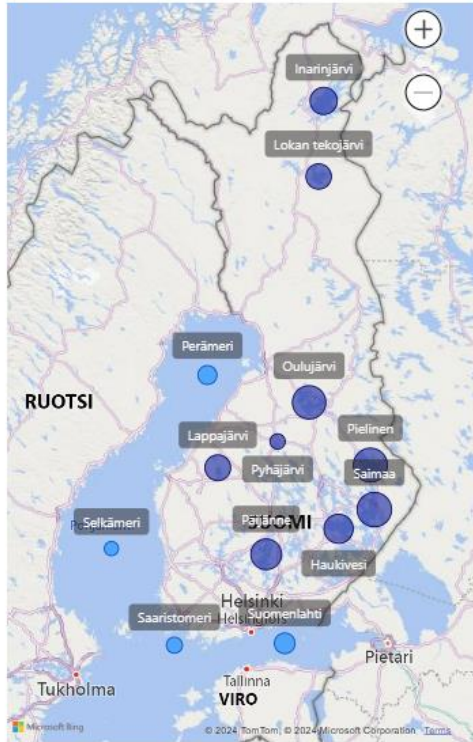 Inarinjärvi
Lokan tekojärvi
Perämeri
Oulujärvi
RUOTSI
Lappajärvi
Pielinen
Pyhäjärvi
Saimaa
Selkämeri
Päijänne
SUOMI
Haukivesi
Helsinki
Helsingfors
Saaristomeri
Suomenlahti
Pietari
Tallinna
Tukholma
VIRO
Microsoft Bing
© 2024 TomTom, © 2024 Microsoft Corporation Terms